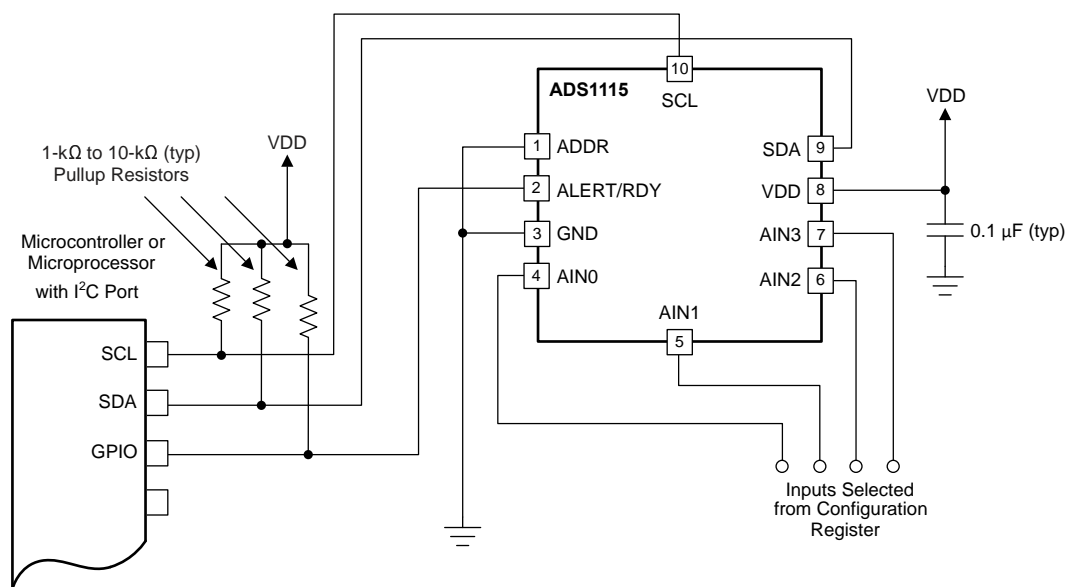 10
ADS1115
SCL
VDD
VDD
1-kΩ to 10-kΩ (typ)
Pullup Resistors
1
ADDR
SDA
9
2
ALERT/RDY
VDD
8
Microcontroller or
Microprocessor
with I²C Port
3
GND
AIN3
7
0.1 µF (typ)
4
AIN0
AIN2
6
AIN1
5
SCL
SDA
GPIO
Inputs Selected
from Configuration
Register